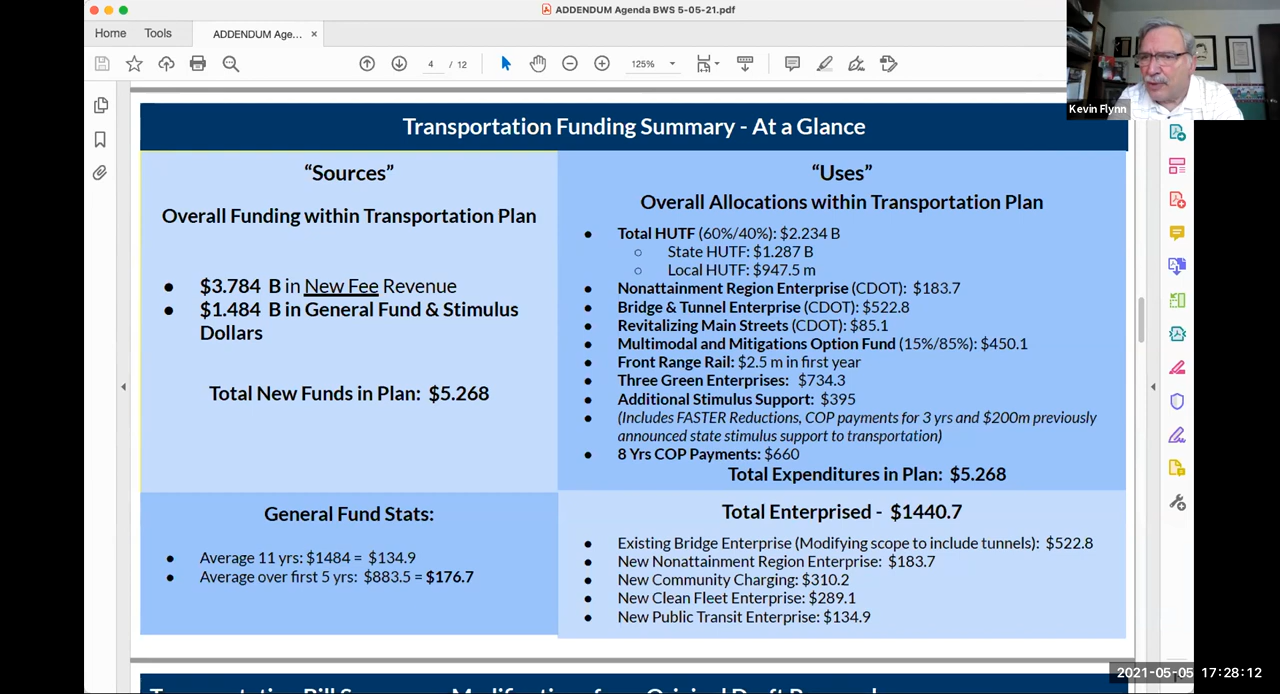 ADDENDUM Agenda BWS 5-05-21.pdf
Home
Tools
ADDENDUM Age...
×
4
/ 12
125%
Kevin Flynn
Transportation Funding Summary - At a Glance
“Sources”
Overall Funding within Transportation Plan
● $3.784 B in New Fee Revenue
● $1.484 B in General Fund & Stimulus
Dollars
Total New Funds in Plan: $5.268
“Uses”
Overall Allocations within Transportation Plan
● Total HUTF (60%/40%): $2.234 B
○ State HUTF: $1.287 B
○ Local HUTF: $947.5 m
● Nonattainment Region Enterprise (CDOT): $183.7
● Bridge & Tunnel Enterprise (CDOT): $522.8
● Revitalizing Main Streets (CDOT): $85.1
● Multimodal and Mitigations Option Fund (15%/85%): $450.1
● Front Range Rail: $2.5 m in first year
● Three Green Enterprises: $734.3
● Additional Stimulus Support: $395
● (Includes FASTER Reductions, COP payments for 3 yrs and $200m previously
announced state stimulus support to transportation)
● 8 Yrs COP Payments: $660
Total Expenditures in Plan: $5.268
General Fund Stats:
● Average 11 yrs: $1484 = $134.9
● Average over first 5 yrs: $883.5 = $176.7
Total Enterprised - $1440.7
● Existing Bridge Enterprise (Modifying scope to include tunnels): $522.8
● New Nonattainment Region Enterprise: $183.7
● New Community Charging: $310.2
● New Clean Fleet Enterprise: $289.1
● New Public Transit Enterprise: $134.9
2021-05-05 17:28:12